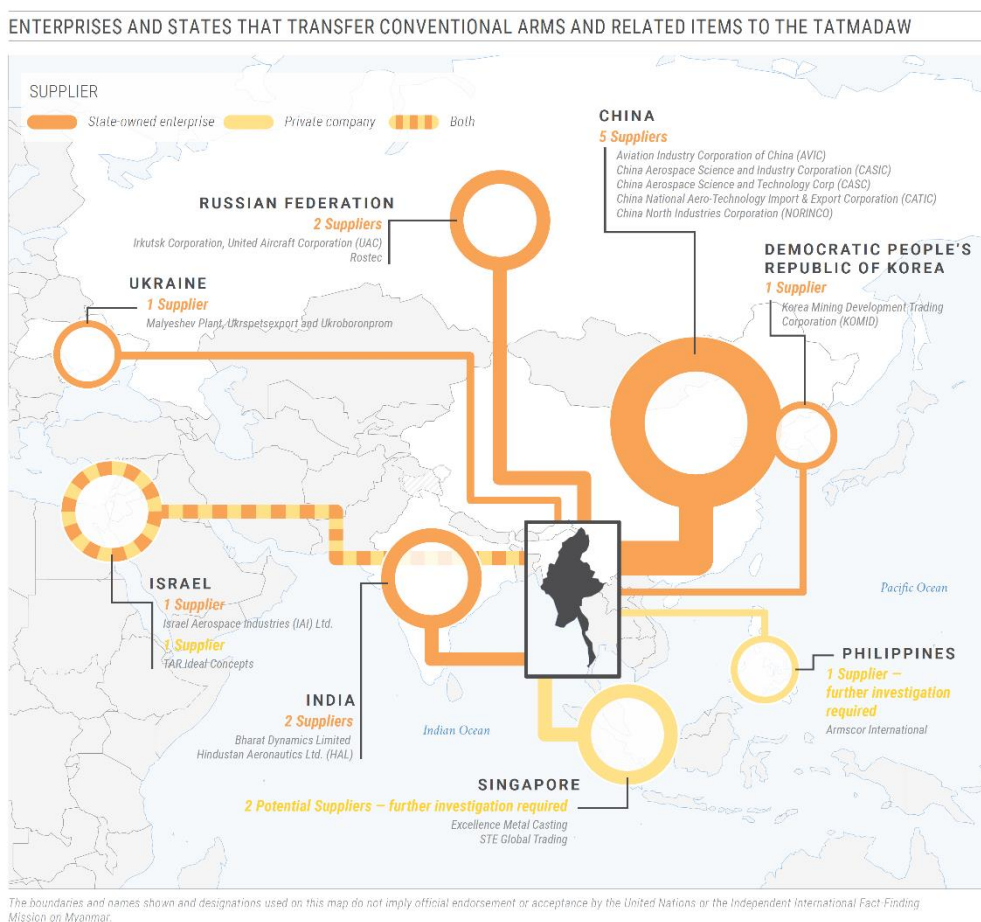 ENTERPRISES AND STATES THAT TRANSFER CONVENTIONAL ARMS AND RELATED ITEMS TO THE TATMADAW
SUPPLIER
State-owned enterprise
Private company
Both
CHINA
5 Suppliers
Aviation Industry Corporation of China (AVIC)
China Aerospace Science and Industry Corporation (CASIC)
China Aerospace Science and Technology Corp (CASC)
China National Aero-Technology Import & Export Corporation (CATIC)
China North Industries Corporation (NORINCO)
RUSSIAN FEDERATION
2 Suppliers
Irkutsk Corporation, United Aircraft Corporation (UAC)
Rostec
DEMOCRATIC PEOPLE'S
REPUBLIC OF KOREA
1 Supplier
Korea Mining Development Trading
Corporation (KOMID)
UKRAINE
1 Supplier
Malyeshev Plant, Ukrspetsexport and Ukroboronprom
ISRAEL
1 Supplier
Israel Aerospace Industries (IAI) Ltd.
1 Supplier
TAR Ideal Concepts
Pacific Ocean
PHILIPPINES
1 Supplier —
further investigation
required
Armscor International
INDIA
2 Suppliers
Bharat Dynamics Limited
Hindustan Aeronautics Ltd. (HAL)
Indian Ocean
SINGAPORE
2 Potential Suppliers — further investigation required
Excellence Metal Casting
STE Global Trading
The boundaries and names shown and designations used on this map do not imply official endorsement or acceptance by the United Nations or the Independent International Fact-Finding
Mission on Myanmar.